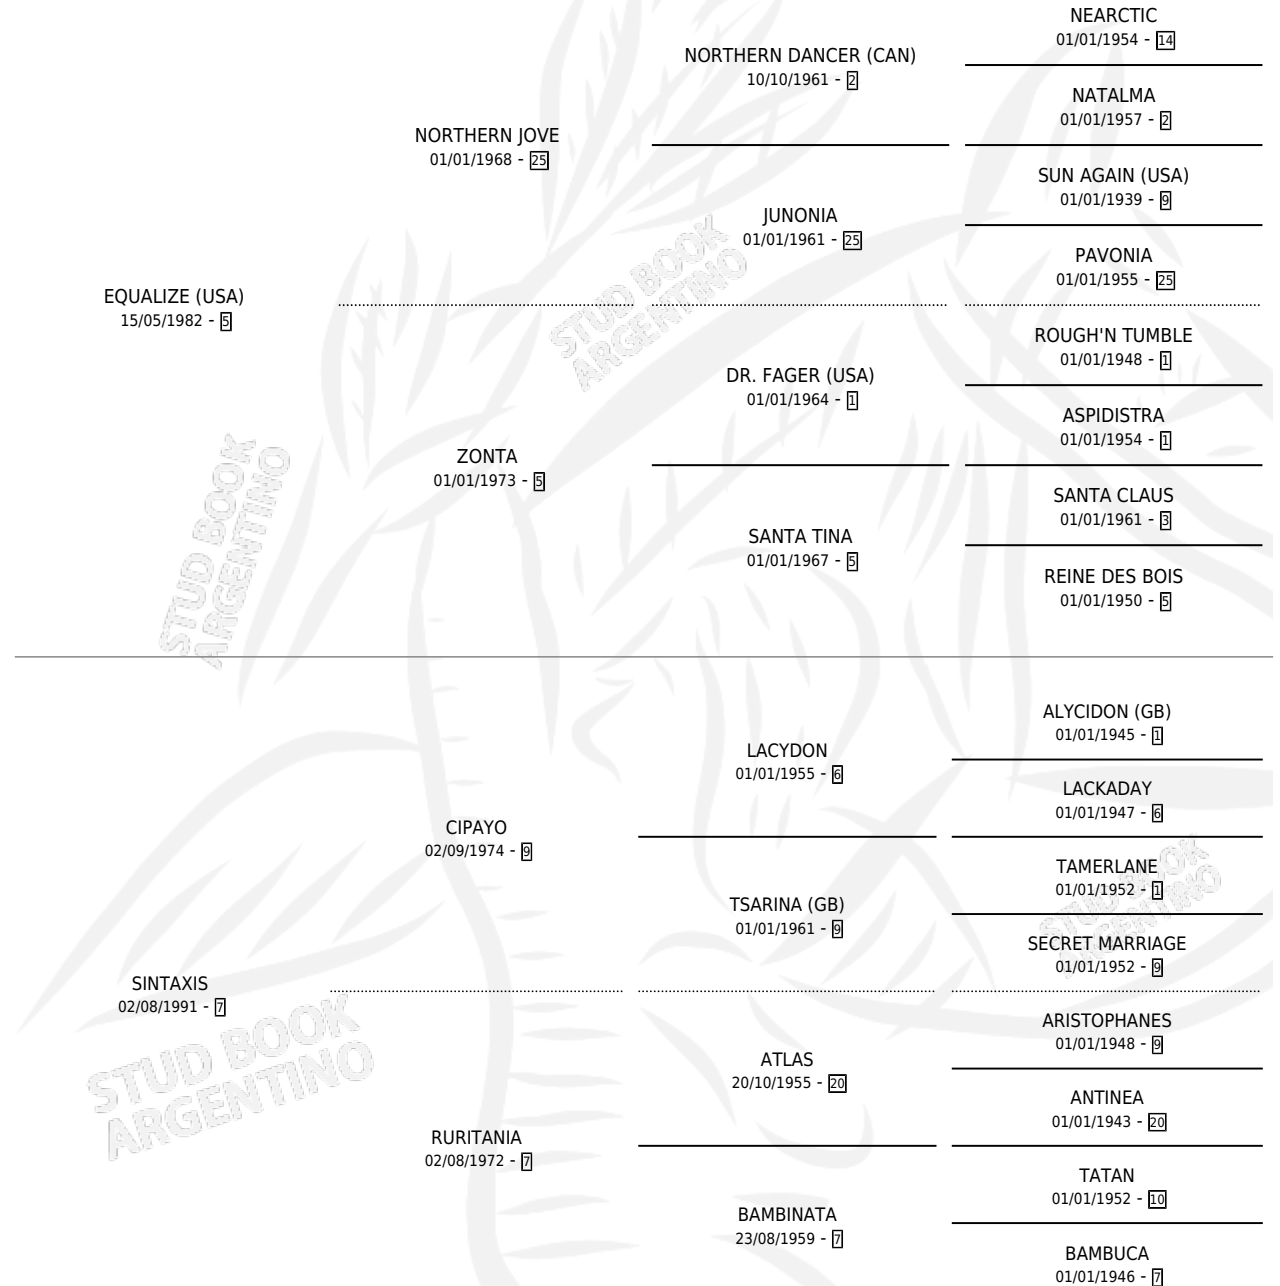 NEARCTIC
01/01/1954 - 14
NORTHERN DANCER (CAN)
10/10/1961 - 2
NATALMA
01/01/1957 - 2
NORTHERN JOVE
01/01/1968 - 25
SUN AGAIN (USA)
01/01/1939 - 9
JUNONIA
01/01/1961 - 25
PAVONIA
01/01/1955 - 25
EQUALIZE (USA)
15/05/1982 - 5
ROUGH'N TUMBLE
01/01/1948 - 1
DR. FAGER (USA)
01/01/1964 - 1
ASPIDISTRA
01/01/1954 - 1
ZONTA
01/01/1973 - 5
SANTA CLAUS
01/01/1961 - 3
SANTA TINA
01/01/1967 - 5
REINE DES BOIS
01/01/1950 - 5
ALYCIDON (GB)
01/01/1945 - 1
LACYDON
01/01/1955 - 6
LACKADAY
01/01/1947 - 6
CIPAYO
02/09/1974 - 9
TAMERLANE
01/01/1952 - 1
TSARINA (GB)
01/01/1961 - 9
SECRET MARRIAGE
01/01/1952 - 9
SINTAXIS
02/08/1991 - 7
ARISTOPHANES
01/01/1948 - 9
ATLAS
20/10/1955 - 20
ANTINEA
01/01/1943 - 20
RURITANIA
02/08/1972 - 7
TATAN
01/01/1952 - 10
BAMBINATA
23/08/1959 - 7
BAMBUCA
01/01/1946 - 7
STUD BOOK
ARGENTINO
STUD BOOK
ARGENTINO
STUD BOOK
ARGENTINO
STUD BOOK
ARGENTINO